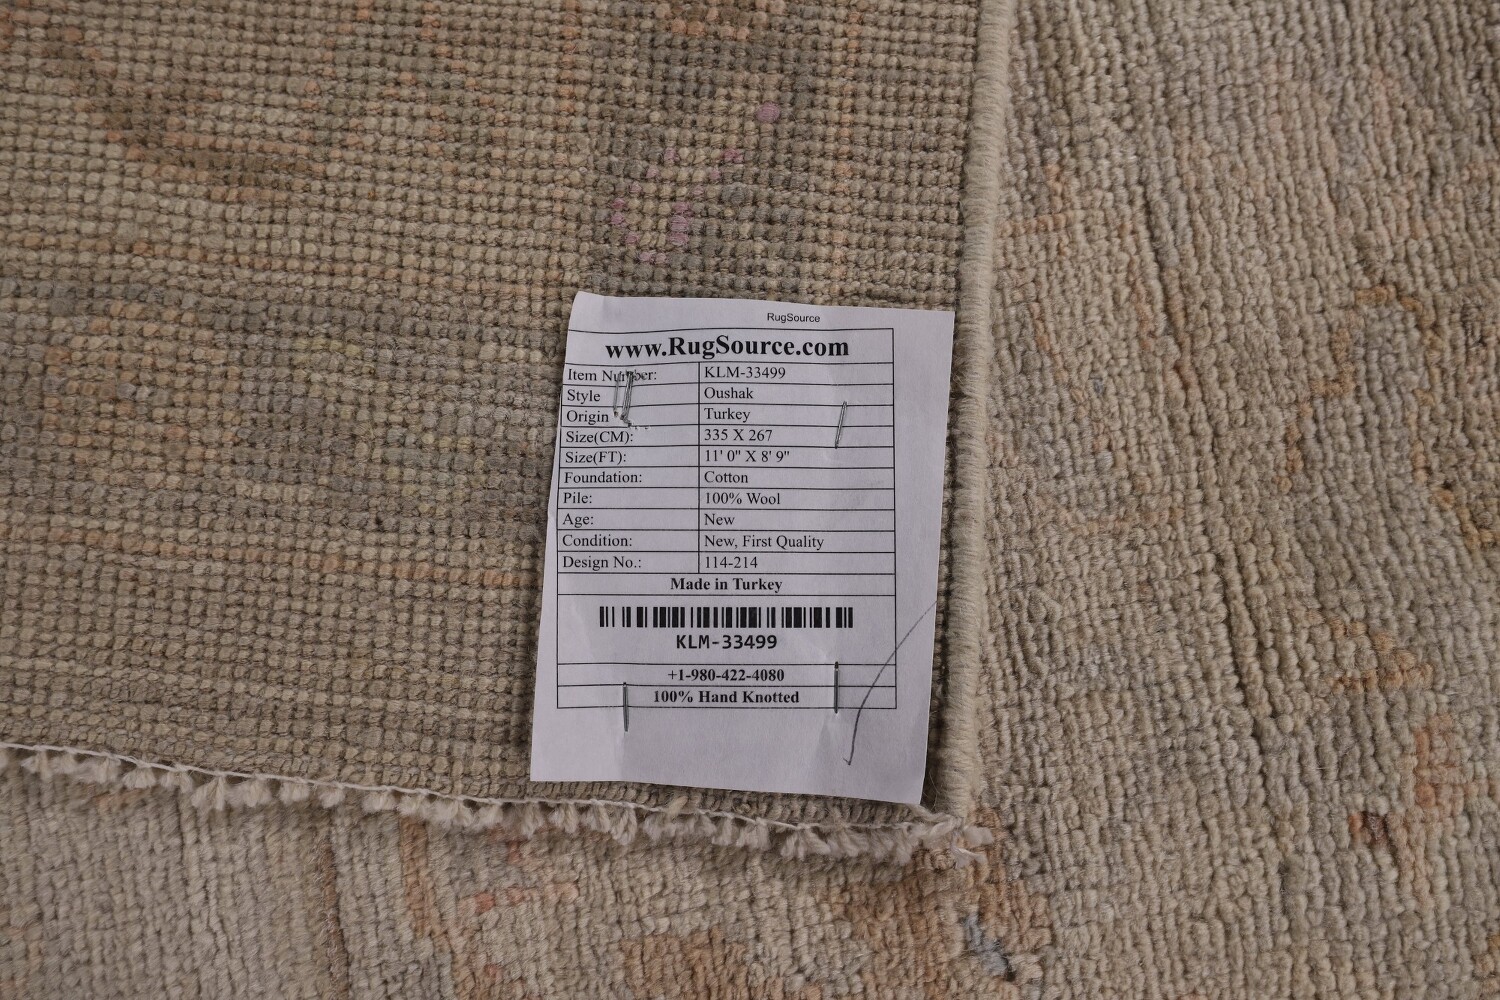 RugSource
www.RugSource.com
Item Number: KLM-33499
Style Oushak
Origin Turkey
Size(CM): 335 X 267
Size(FT): 11' 0" X 8' 9"
Foundation: Cotton
Pile: 100% Wool
Age: New
Condition: New, First Quality
Design No.: 114-214
Made in Turkey
KLM-33499
+1-980-422-4080
100% Hand Knotted